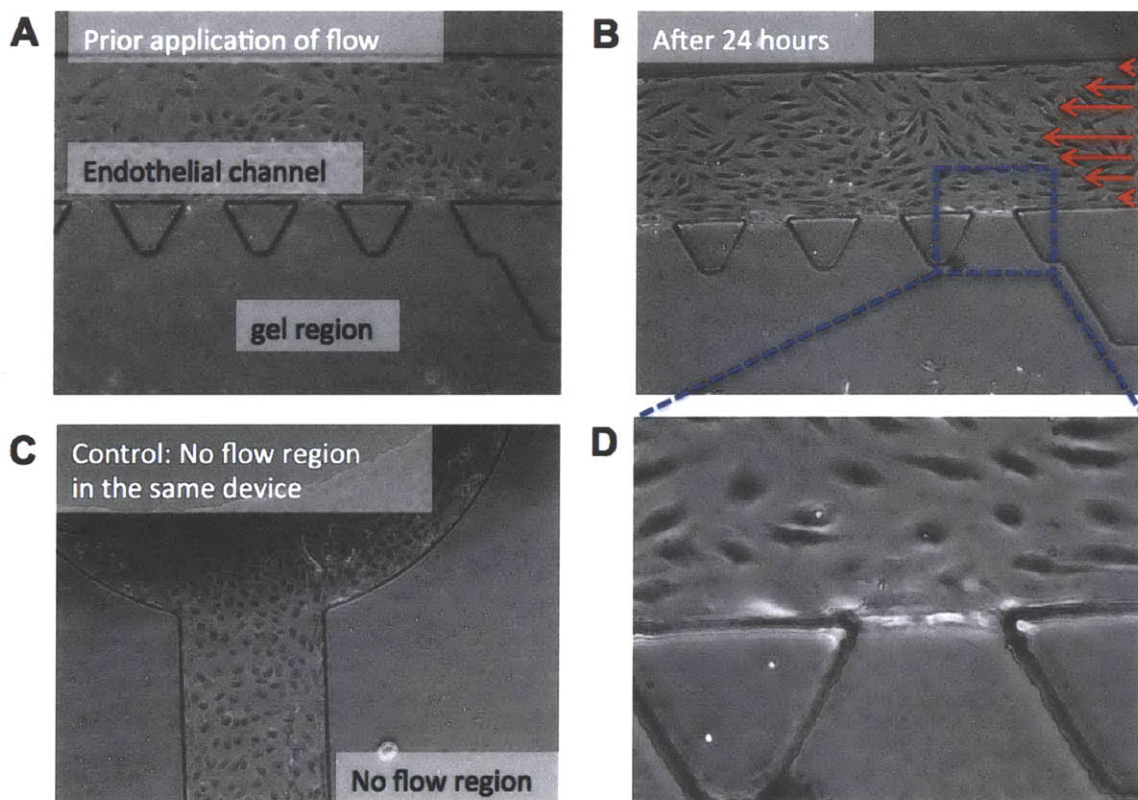 A
Prior application of flow
Endothelial channel
gel region
B
After 24 hours
C
Control: No flow region
in the same device
No flow region
D